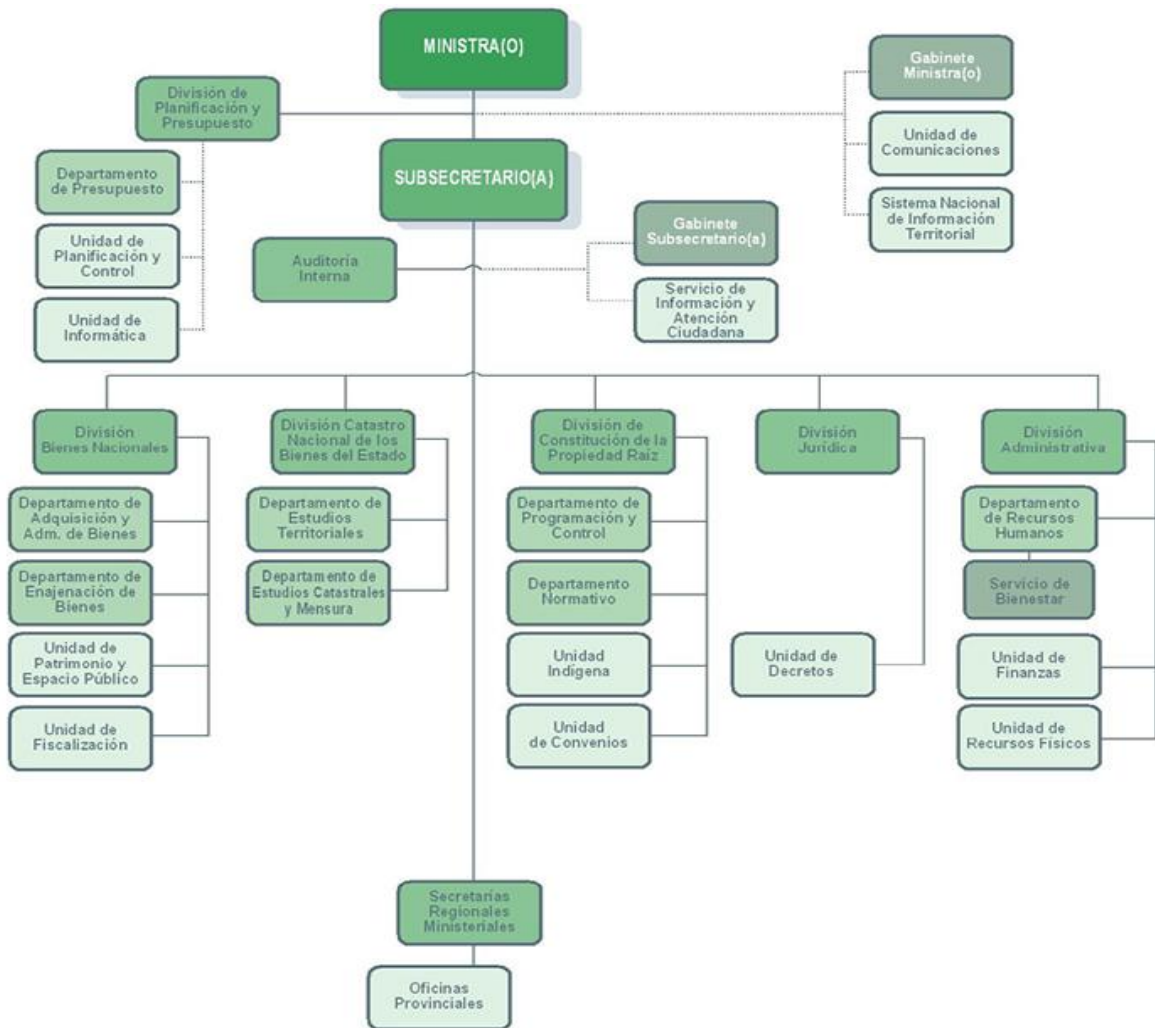 MINISTRA(O)
Gabinete
Ministra(o)
División de
Planificación y
Presupuesto
Unidad de
Comunicaciones
Departamento
de Presupuesto
SUBSECRETARIO(A)
Sistema Nacional
de Información
Territorial
Gabinete
Subsecretario(a)
Unidad de
Planificación y
Control
Auditoría
Interna
Servicio de
Información y
Atención
Ciudadana
Unidad de
Informática
División
Bienes Nacionales
División Catastro
Nacional de los
Bienes del Estado
División de
Constitución de la
Propiedad Raíz
División
Jurídica
División
Administrativa
Departamento de
Adquisición y
Adm. de Bienes
Departamento de
Estudios
Territoriales
Departamento
de Programación y
Control
Departamento
de Recursos
Humanos
Departamento de
Enajenación de
Bienes
Departamento de
Estudios Catastrales
y Mensura
Departamento
Normativo
Servicio de
Bienestar
Unidad de
Patrimonio y
Espacio Público
Unidad
Indígena
Unidad de
Decretos
Unidad de
Finanzas
Unidad de
Fiscalización
Unidad
de Convenios
Unidad de
Recursos Físicos
Secretarías
Regionales
Ministeriales
Oficinas
Provinciales